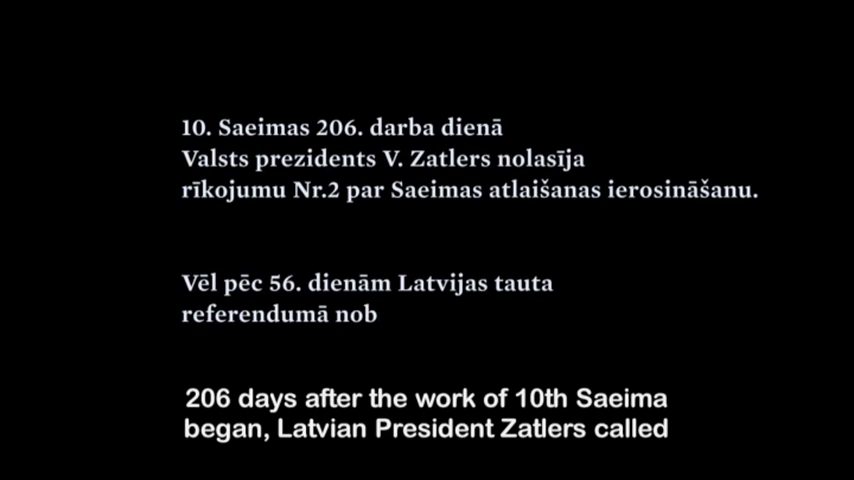 10. Saeimas 206. darba dienā
Valsts prezidents V. Zatlers nolasīja
rīkojumu Nr.2 par Saeimas atlaišanas ierosināšanu.
Vēl pēc 56. dienām Latvijas tauta
referendumā nob
206 days after the work of 10th Saeima
began, Latvian President Zatlers called